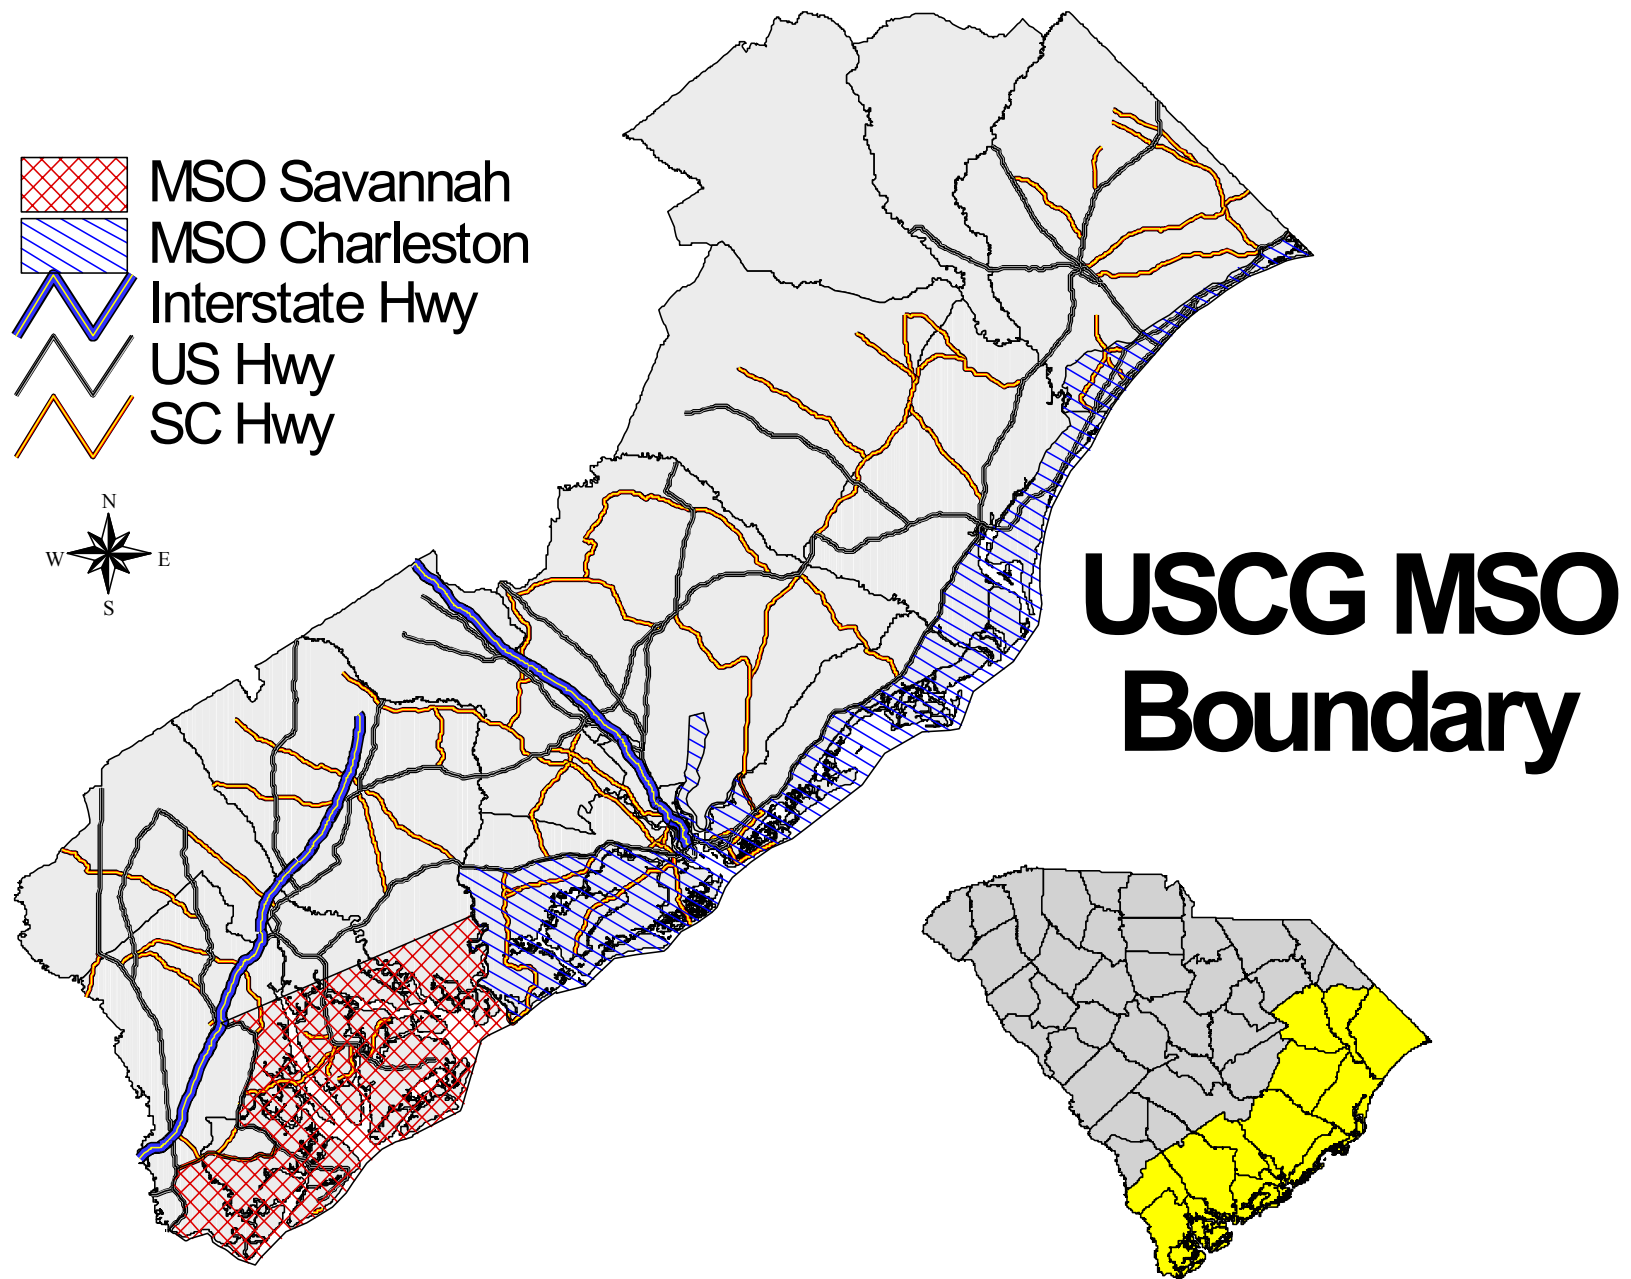 MSO Savannah
MSO Charleston
Interstate Hwy
US Hwy
SC Hwy
N
W E
S
USCG MSO
Boundary